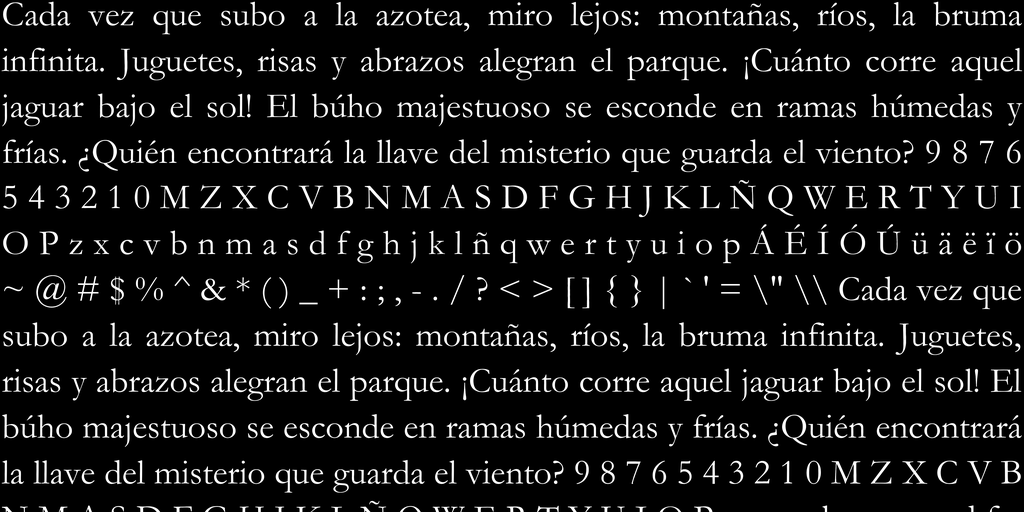 Cada vez que subo a la azotea, miro lejos: montañas, ríos, la bruma
infinita. Juguetes, risas y abrazos alegran el parque. ¡Cuánto corre aquel
jaguar bajo el sol! El búho majestuoso se esconde en ramas húmedas y
frías. ¿Quién encontrará la llave del misterio que guarda el viento? 9 8 7 6
5 4 3 2 1 0 M Z X C V B N M A S D F G H J K L Ñ Q W E R T Y U I
O P z x c v b n m a s d f g h j k l ñ q w e r t y u i o p Á É Í Ó Ú ü ä ë ï ö
~ @ # $ % ^ & * ( ) _ + : ; , - . / ? < > [ ] { } | ` ' = \" \\ Cada vez que
subo a la azotea, miro lejos: montañas, ríos, la bruma infinita. Juguetes,
risas y abrazos alegran el parque. ¡Cuánto corre aquel jaguar bajo el sol! El
búho majestuoso se esconde en ramas húmedas y frías. ¿Quién encontrará
la llave del misterio que guarda el viento? 9 8 7 6 5 4 3 2 1 0 M Z X C V B